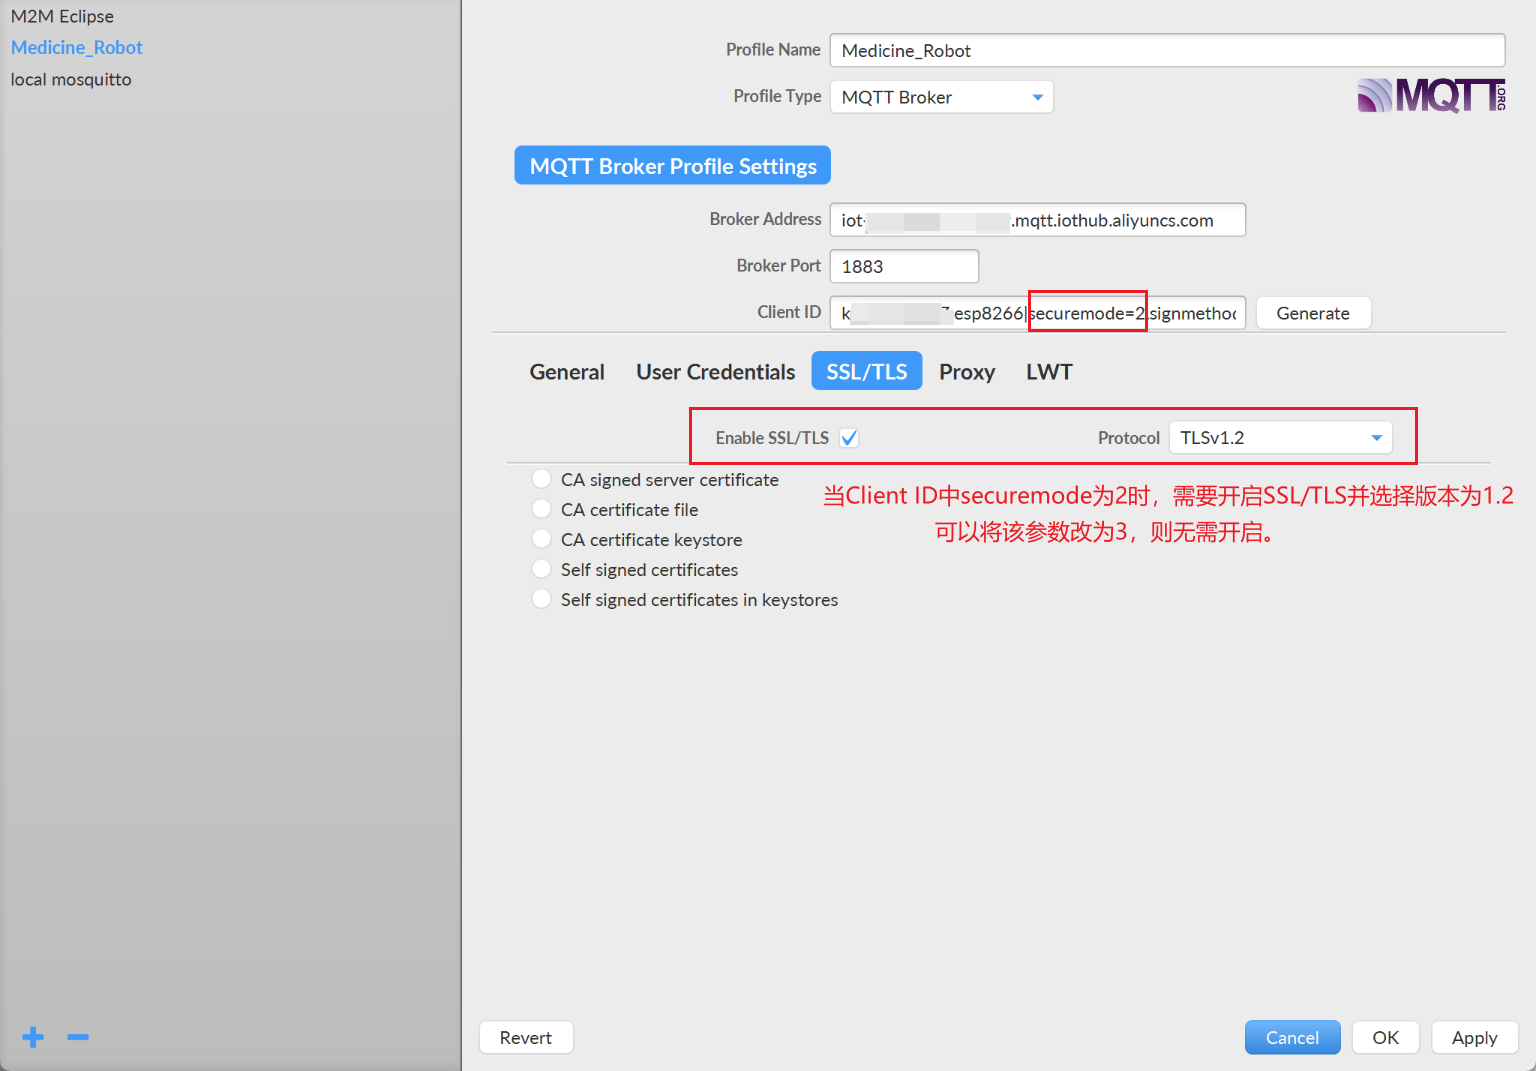 M2M Eclipse
Medicine_Robot
local mosquitto
Profile Name Medicine_Robot
Profile Type MQTT Broker
MQTT.ORG
MQTT Broker Profile Settings
Broker Address iot- .mqtt.iothub.aliyuncs.com
Broker Port 1883
Client ID k esp8266|securemode=2,signmethod Generate
General User Credentials SSL/TLS Proxy LWT
Enable SSL/TLS Protocol TLSv1.2
CA signed server certificate
CA certificate file
CA certificate keystore
Self signed certificates
Self signed certificates in keystores
当Client ID中securemode为2时，需要开启SSL/TLS并选择版本为1.2
可以将该参数改为3，则无需开启。
Revert Cancel OK Apply